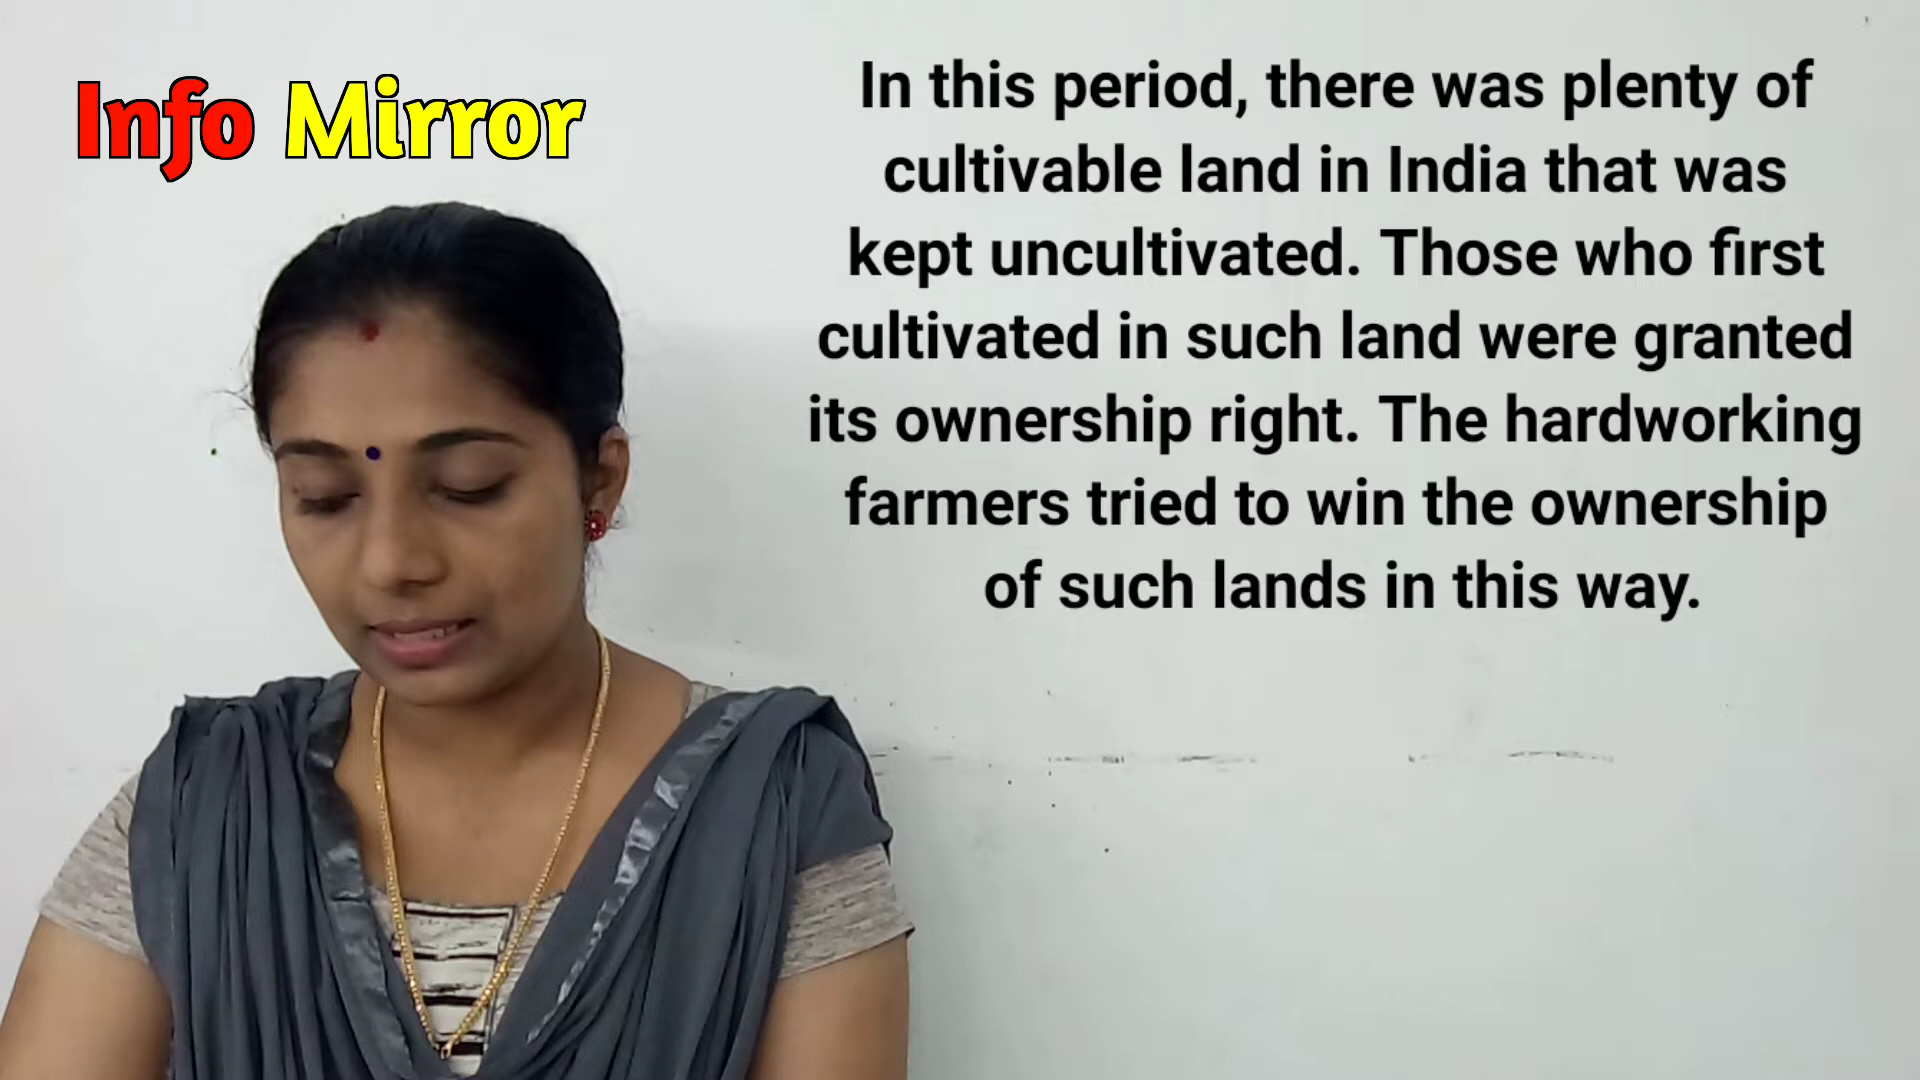 Info Mirror
In this period, there was plenty of
cultivable land in India that was
kept uncultivated. Those who first
cultivated in such land were granted
its ownership right. The hardworking
farmers tried to win the ownership
of such lands in this way.